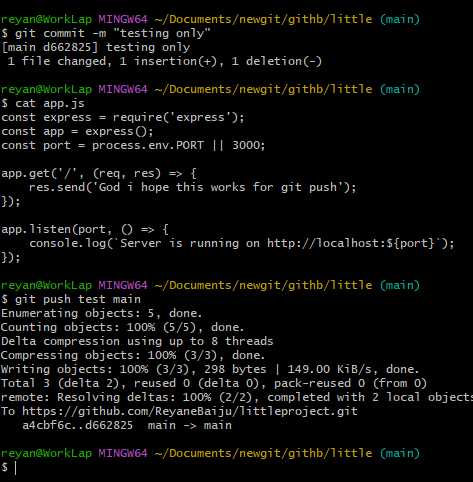 reyan@WorkLap MINGW64 ~/Documents/newgit/githb/little (main)
$ git commit -m "testing only"
[main d662825] testing only
 1 file changed, 1 insertion(+), 1 deletion(-)

reyan@WorkLap MINGW64 ~/Documents/newgit/githb/little (main)
$ cat app.js
const express = require('express');
const app = express();
const port = process.env.PORT || 3000;

app.get('/', (req, res) => {
    res.send('God i hope this works for git push');
});

app.listen(port, () => {
    console.log(`Server is running on http://localhost:${port}`);
});

reyan@WorkLap MINGW64 ~/Documents/newgit/githb/little (main)
$ git push test main
Enumerating objects: 5, done.
Counting objects: 100% (5/5), done.
Delta compression using up to 8 threads
Compressing objects: 100% (3/3), done.
Writing objects: 100% (3/3), 298 bytes | 149.00 KiB/s, done.
Total 3 (delta 2), reused 0 (delta 0), pack-reused 0 (from 0)
remote: Resolving deltas: 100% (2/2), completed with 2 local objects
To https://github.com/ReyaneBaiju/littleproject.git
   a4cbf6c..d662825  main -> main

reyan@WorkLap MINGW64 ~/Documents/newgit/githb/little (main)
$